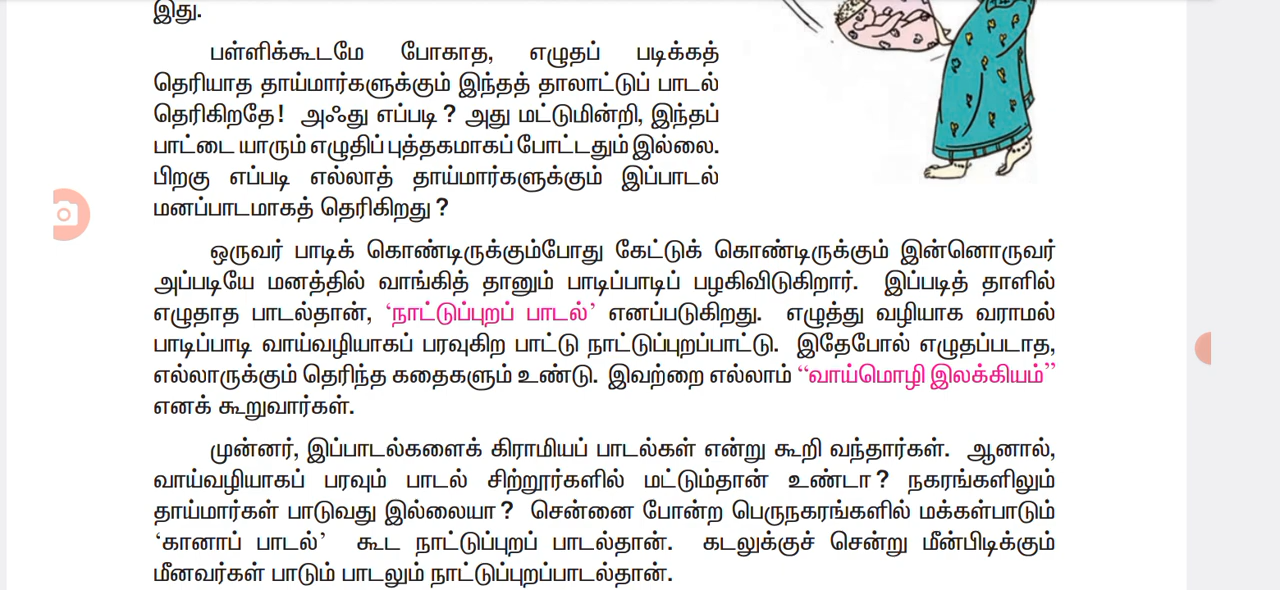 இது.
பள்ளிக்கூடமே போகாத, எழுதப் படிக்கத்
தெரியாத தாய்மார்களுக்கும் இந்தத் தாலாட்டுப் பாடல்
தெரிகிறதே! அஃது எப்படி? அது மட்டுமின்றி, இந்தப்
பாட்டை யாரும் எழுதிப் புத்தகமாகப் போட்டதும் இல்லை.
பிறகு எப்படி எல்லாத் தாய்மார்களுக்கும் இப்பாடல்
மனப்பாடமாகத் தெரிகிறது?
ஒருவர் பாடிக் கொண்டிருக்கும்போது கேட்டுக் கொண்டிருக்கும் இன்னொருவர்
அப்படியே மனத்தில் வாங்கித் தானும் பாடிப்பாடிப் பழகிவிடுகிறார். இப்படித் தாளில்
எழுதாத பாடல்தான், ‘நாட்டுப்புறப் பாடல்’ எனப்படுகிறது. எழுத்து வழியாக வராமல்
பாடிப்பாடி வாய்வழியாகப் பரவுகிற பாட்டு நாட்டுப்புறப்பாட்டு. இதேபோல் எழுதப்படாத,
எல்லாருக்கும் தெரிந்த கதைகளும் உண்டு. இவற்றை எல்லாம் “வாய்மொழி இலக்கியம்”
எனக் கூறுவார்கள்.
முன்னர், இப்பாடல்களைக் கிராமியப் பாடல்கள் என்று கூறி வந்தார்கள். ஆனால்,
வாய்வழியாகப் பரவும் பாடல் சிற்றூர்களில் மட்டும்தான் உண்டா? நகரங்களிலும்
தாய்மார்கள் பாடுவது இல்லையா? சென்னை போன்ற பெருநகரங்களில் மக்கள்பாடும்
‘கானாப் பாடல்’ கூட நாட்டுப்புறப் பாடல்தான். கடலுக்குச் சென்று மீன்பிடிக்கும்
மீனவர்கள் பாடும் பாடலும் நாட்டுப்புறப்பாடல்தான்.